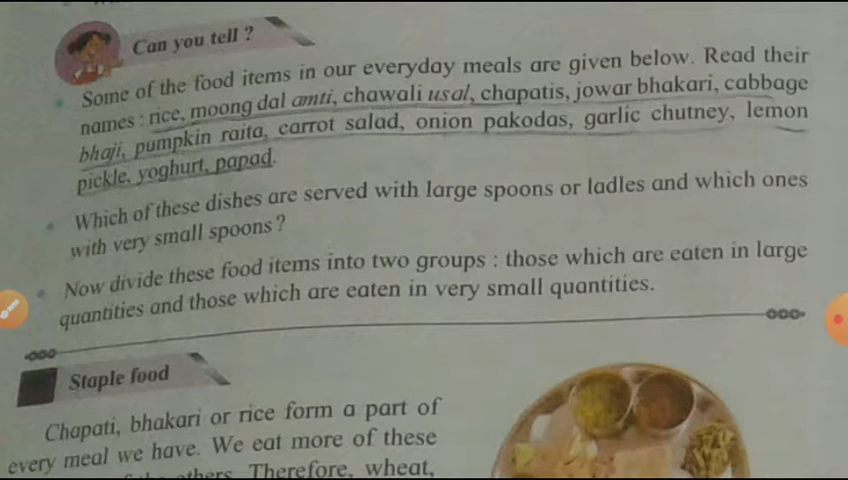 Can you tell ?
Some of the food items in our everyday meals are given below. Read their
names : rice, moong dal amti, chawali usal, chapatis, jowar bhakari, cabbage
bhaji, pumpkin raita, carrot salad, onion pakodas, garlic chutney, lemon
pickle, yoghurt, papad.
Which of these dishes are served with large spoons or ladles and which ones
with very small spoons ?
Now divide these food items into two groups : those which are eaten in large
quantities and those which are eaten in very small quantities.
Staple food
Chapati, bhakari or rice form a part of
every meal we have. We eat more of these
others. Therefore, wheat,